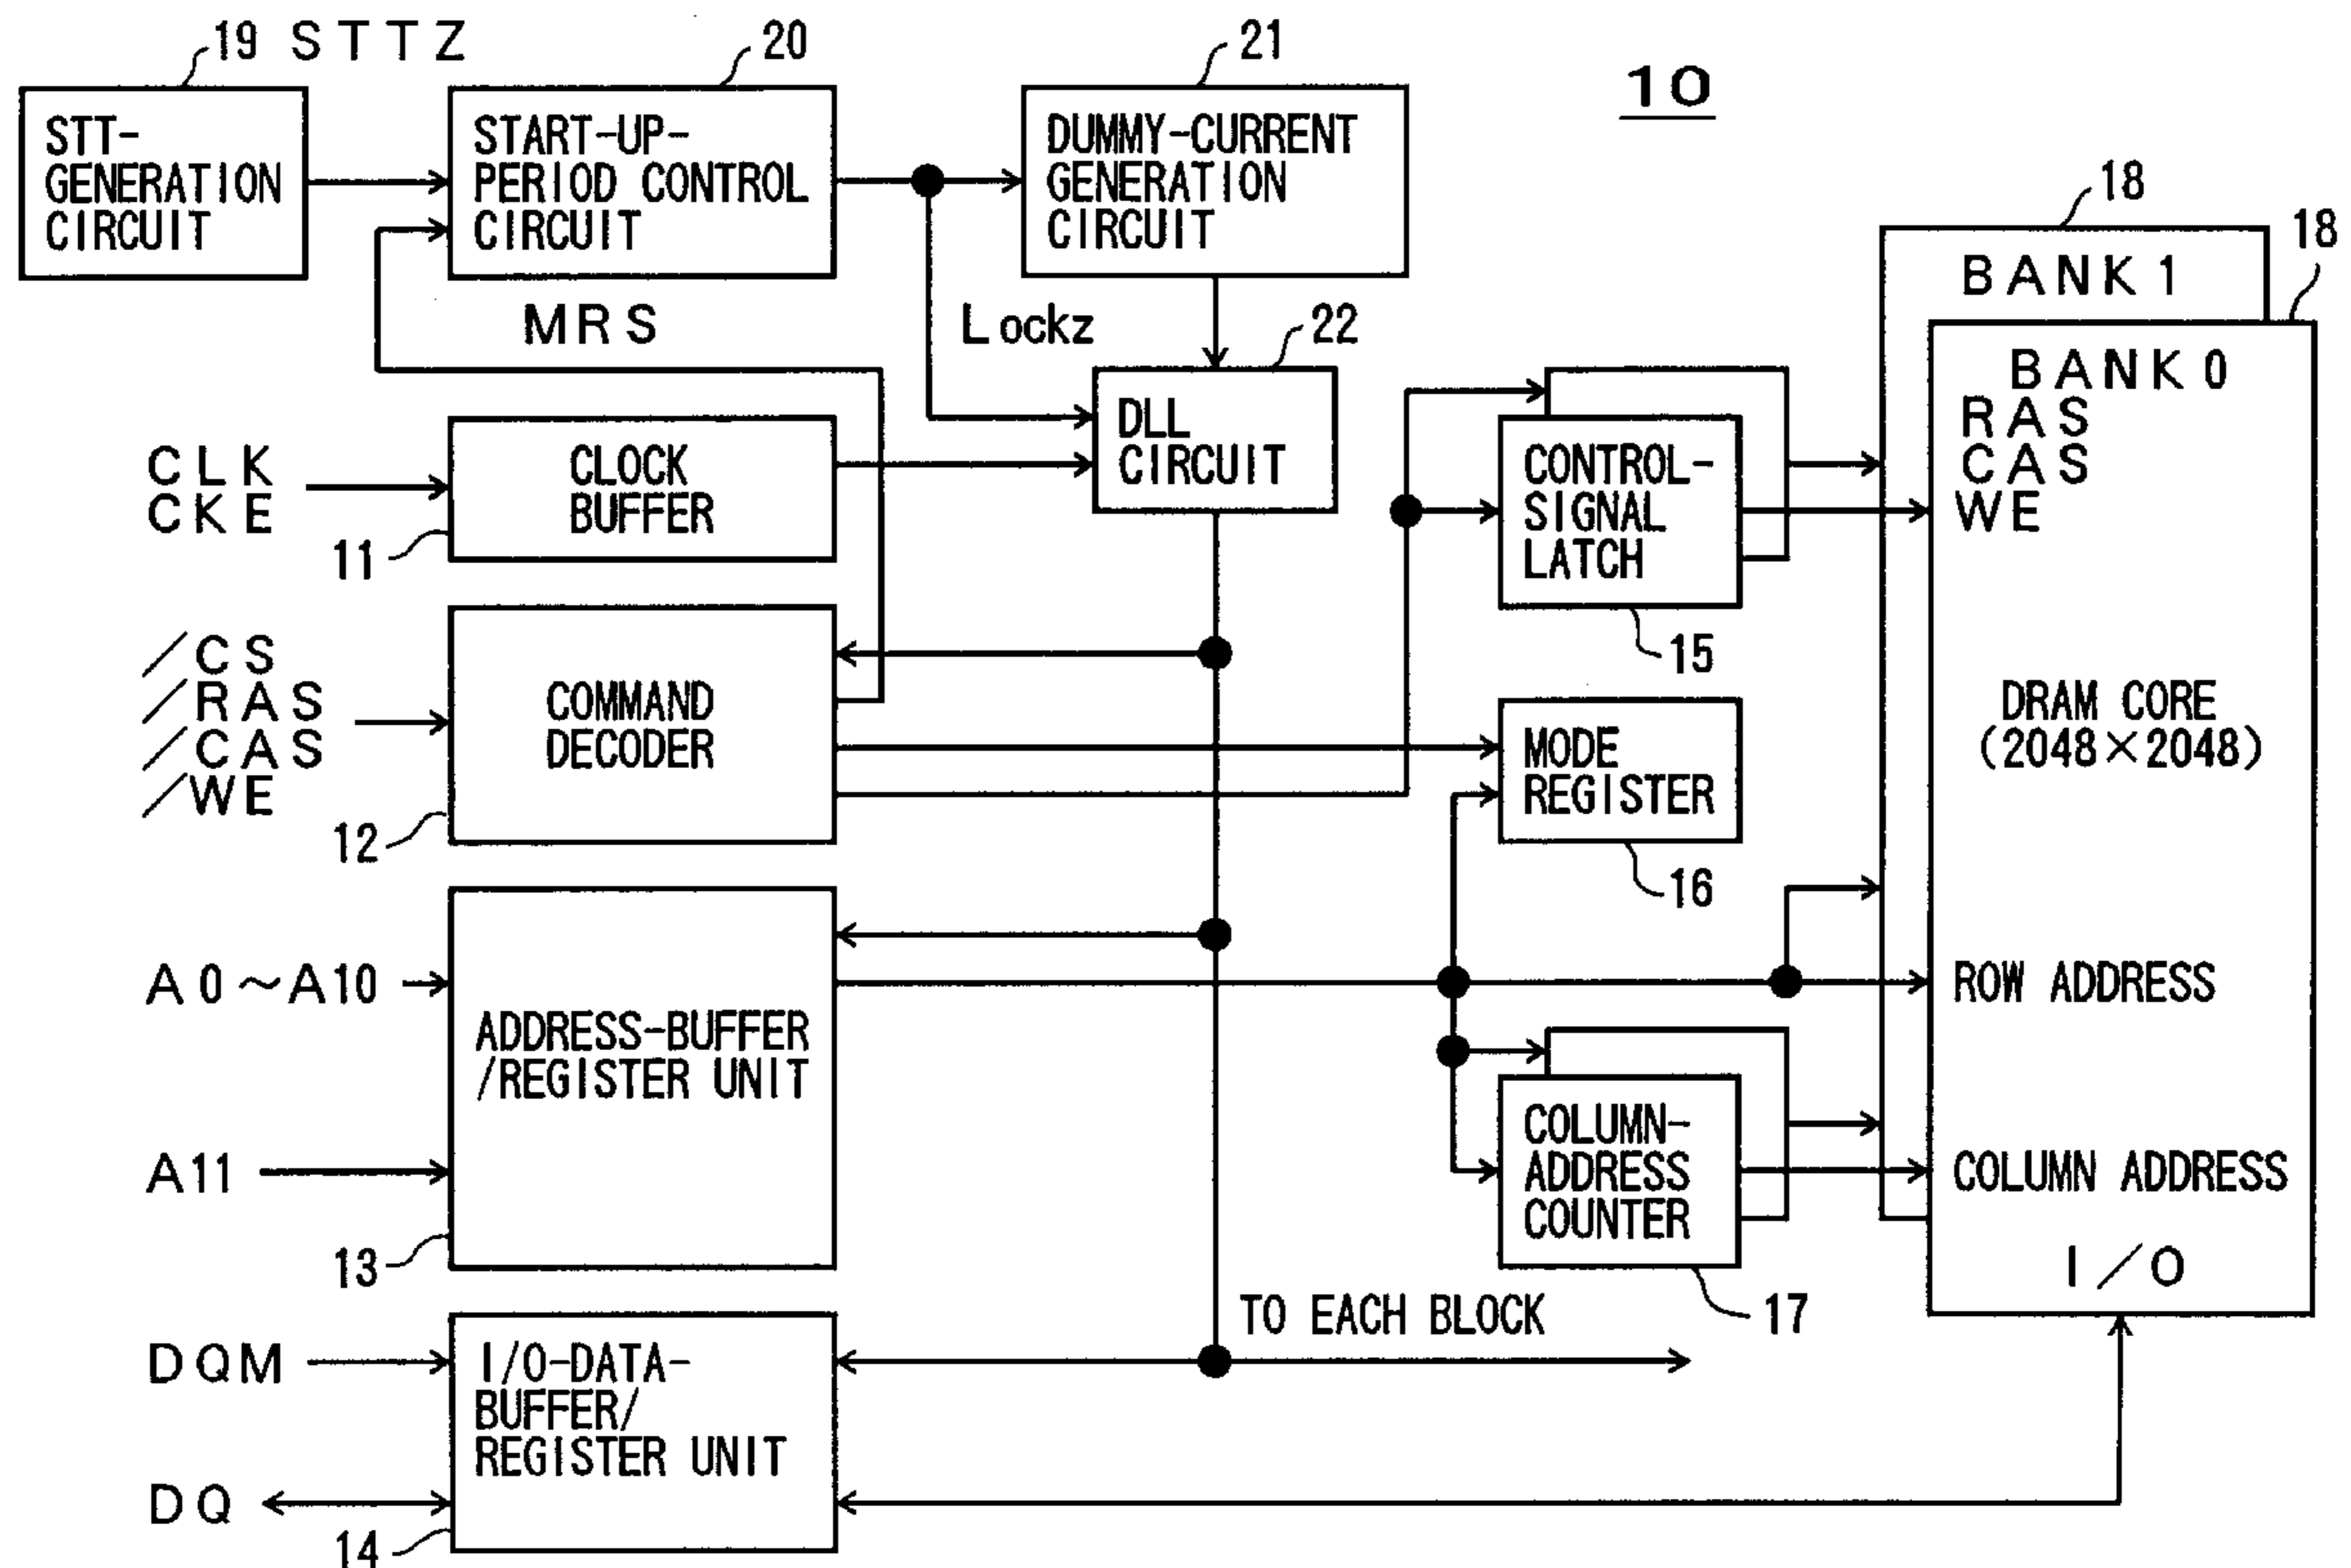 19 STTZ
20
21
10
STT-
GENERATION
CIRCUIT
START-UP-
PERIOD CONTROL
CIRCUIT
DUMMY-CURRENT
GENERATION
CIRCUIT
18
18
BANK1
MRS
Lockz
22
BANK0
RAS
CAS
WE
CLK
CKE
CLOCK
BUFFER
11
DLL
CIRCUIT
CONTROL-
SIGNAL
LATCH
15
/CS
/RAS
/CAS
/WE
COMMAND
DECODER
12
MODE
REGISTER
16
DRAM CORE
(2048×2048)
A0~A10
A11
ADDRESS-BUFFER
/REGISTER UNIT
13
ROW ADDRESS
COLUMN-
ADDRESS
COUNTER
17
COLUMN ADDRESS
I/O
TO EACH BLOCK
DQM
DQ
I/O-DATA-
BUFFER/
REGISTER UNIT
14